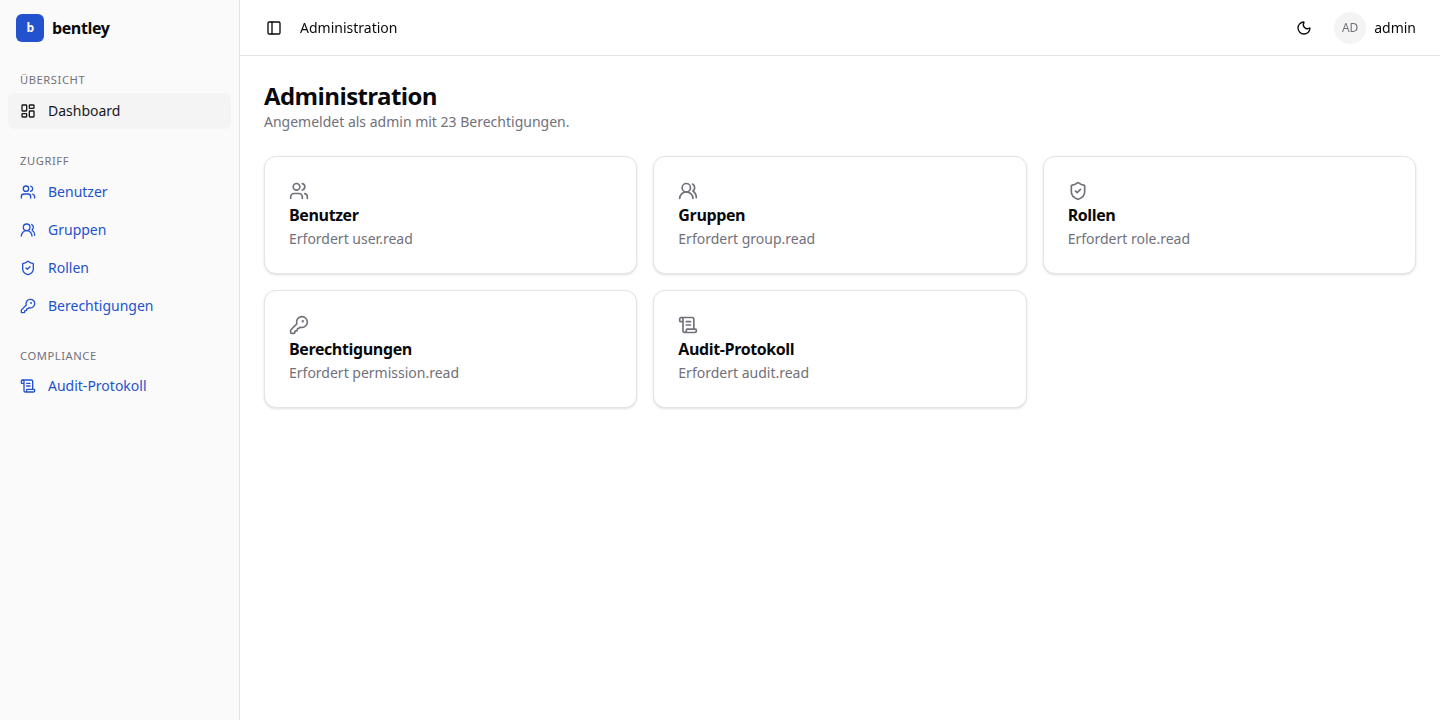 b bentley
ÜBERSICHT
Dashboard
ZUGRIFF
Benutzer
Gruppen
Rollen
Berechtigungen
COMPLIANCE
Audit-Protokoll
Administration
AD admin
Administration
Angemeldet als admin mit 23 Berechtigungen.
Benutzer
Erfordert user.read
Gruppen
Erfordert group.read
Rollen
Erfordert role.read
Berechtigungen
Erfordert permission.read
Audit-Protokoll
Erfordert audit.read